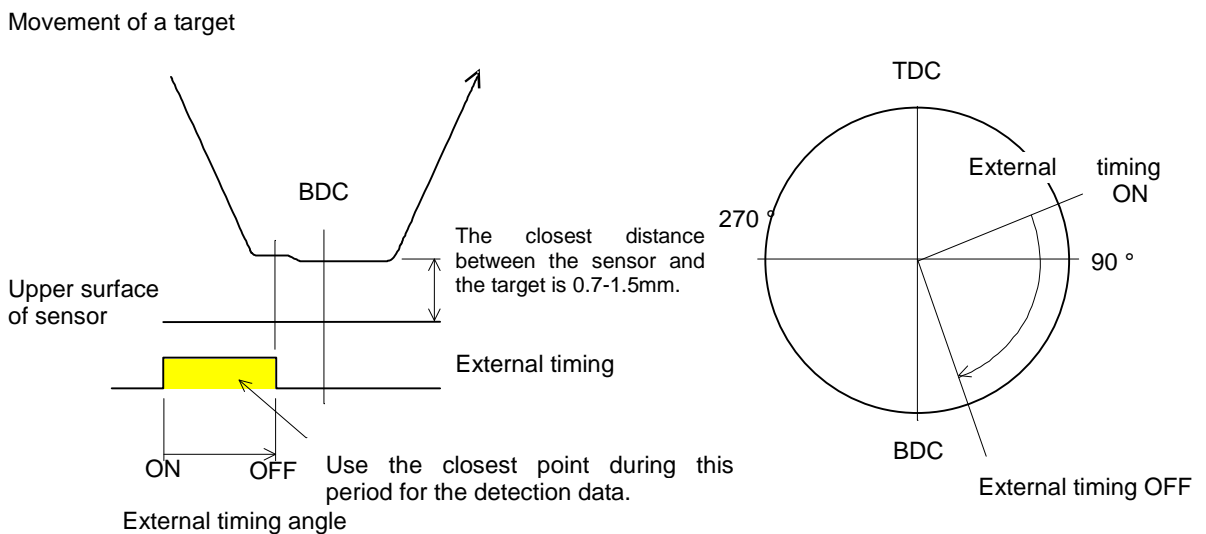 Movement of a target
BDC
The closest distance
between the sensor and
the target is 0.7-1.5mm.
Upper surface
of sensor
External timing
ON
OFF
Use the closest point during this
period for the detection data.
External timing angle
TDC
External timing
ON
270 °
90 °
BDC
External timing OFF